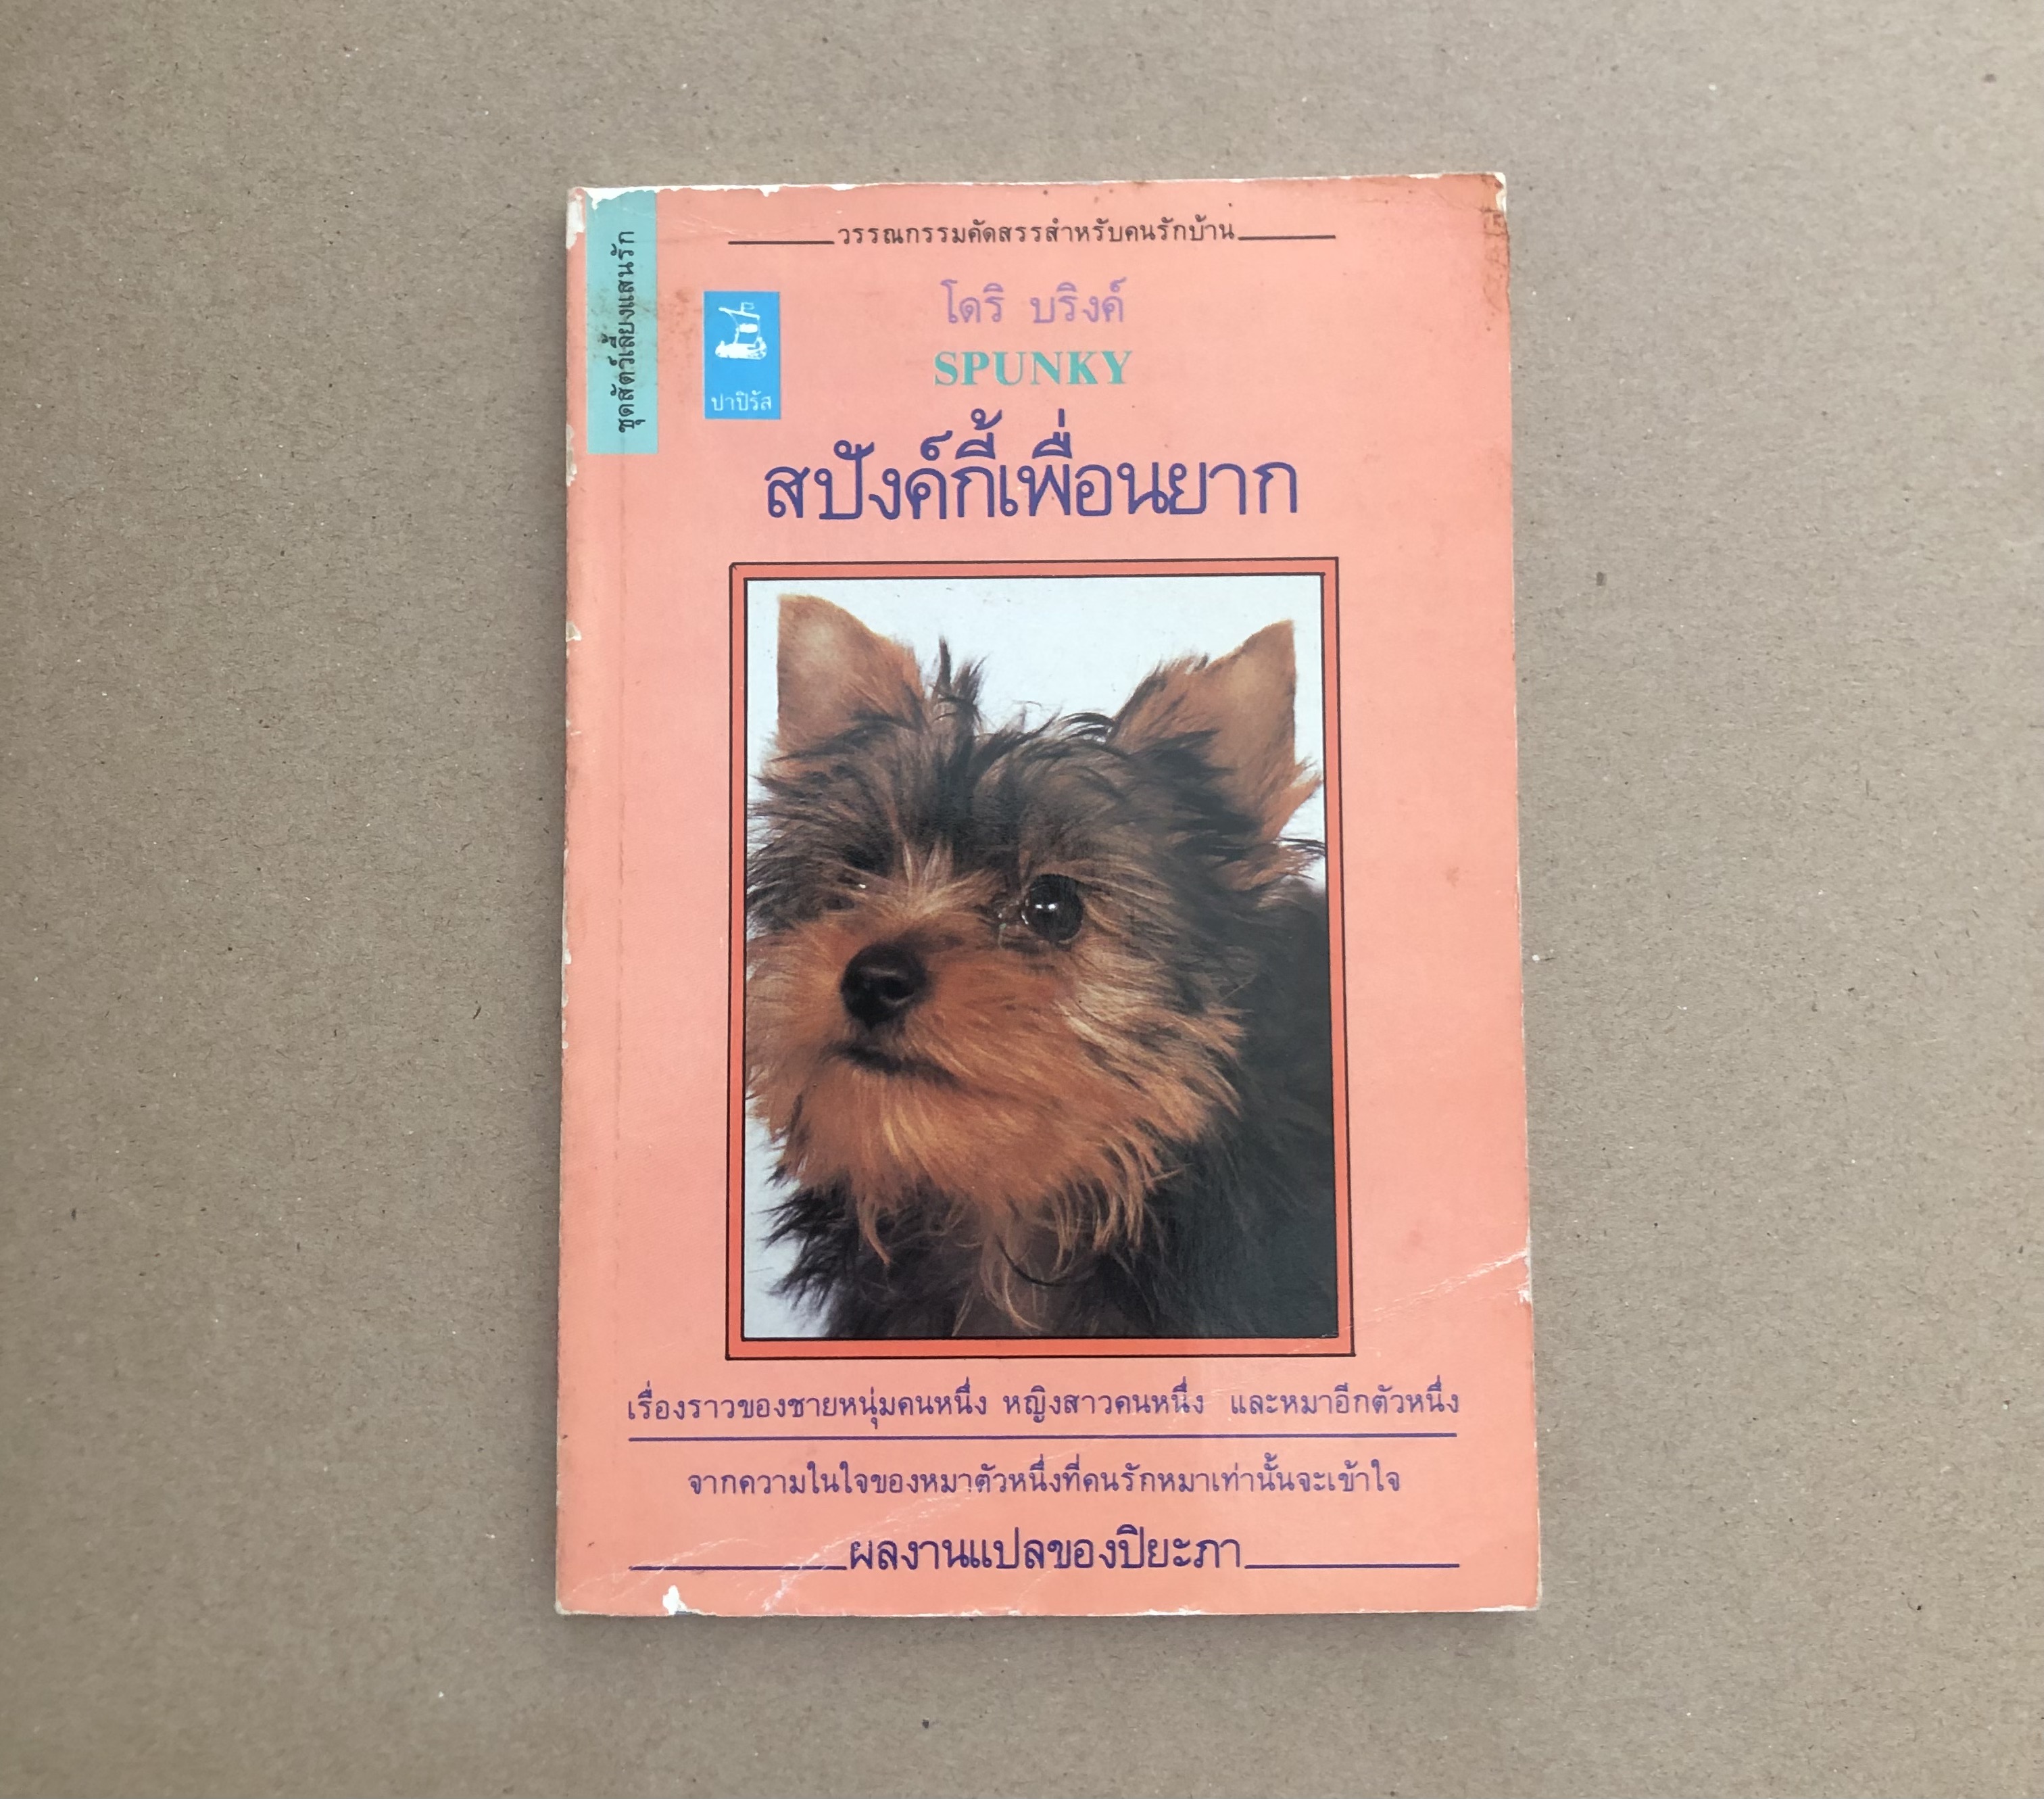 วรรณกรรมคัดสรรสำหรับคนรักบ้าน
ชุดสัตว์เลี้ยงแสนรัก
ปาปิรัส
โดริ บริงค์
SPUNKY
สปังค์กี้เพื่อนยาก
เรื่องราวของชายหนุ่มคนหนึ่ง หญิงสาวคนหนึ่ง และหมาอีกตัวหนึ่ง
จากความในใจของหมาตัวหนึ่งที่คนรักหมาเท่านั้นจะเข้าใจ
ผลงานแปลของปิยะภา